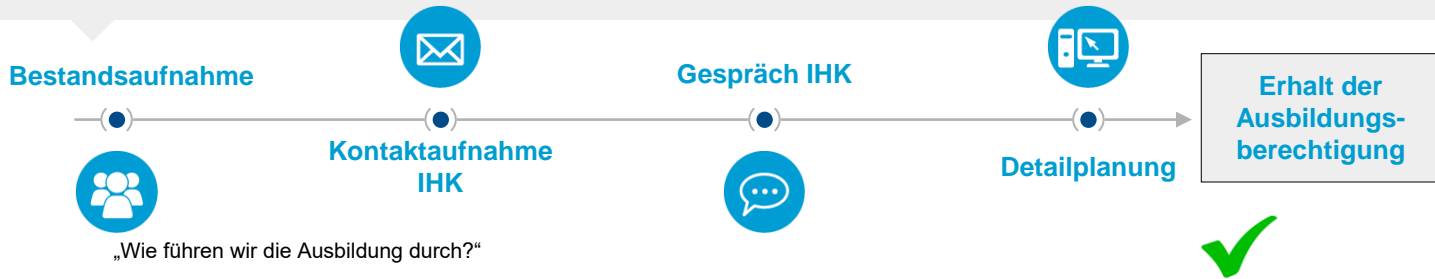 Bestandsaufnahme
Kontaktaufnahme
IHK
Gespräch IHK
Detailplanung
Erhalt der
Ausbildungs-
berechtigung
„Wie führen wir die Ausbildung durch?“